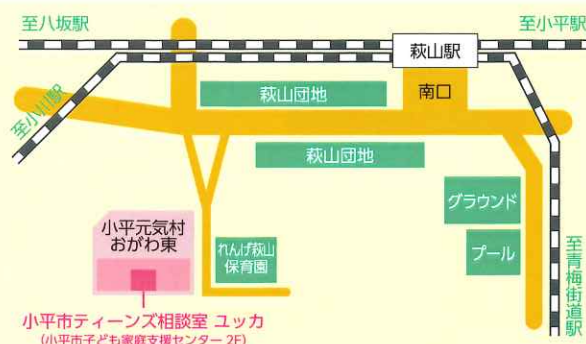 至八坂駅
至小平駅
萩山駅
南口
萩山団地
至小川駅
萩山団地
グラウンド
プール
小平元気村
おがわ東
れんげ萩山
保育園
至青梅街道駅
小平市ティーンズ相談室 ユッカ
(小平市子ども家庭支援センター 2F)